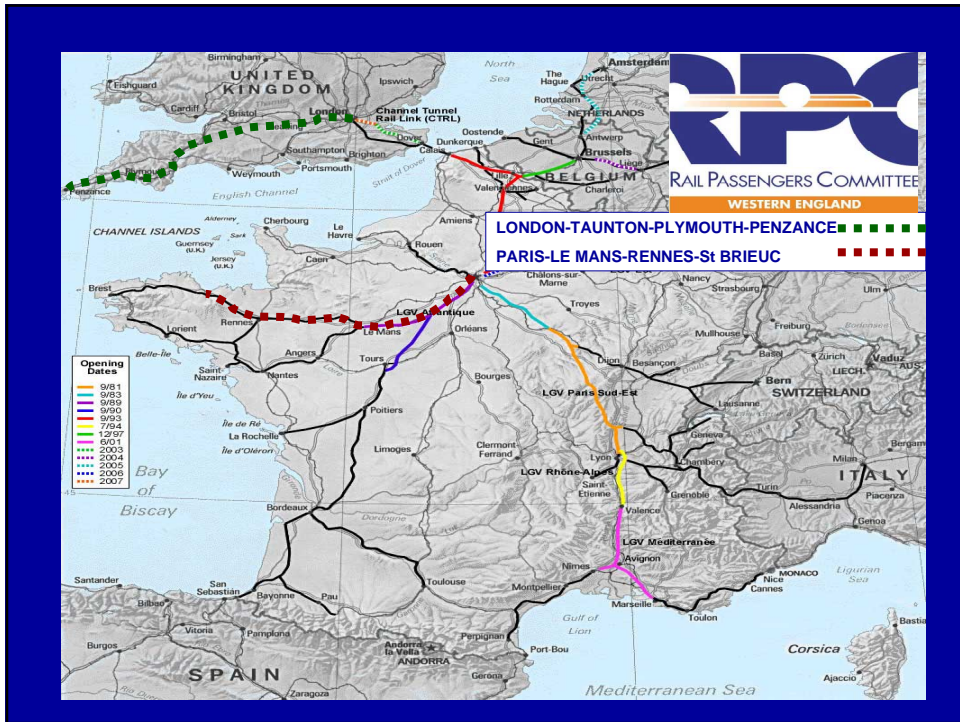 Birmingham
North
Sea
Amsterdam
Fishguard
UNITED
KINGDOM
Ipswich
The
Hague
Utrecht
Rotterdam
NETHERLANDS
Cardiff
Bristol
London
Channel Tunnel
Rail Link (CTRL)
Dover
Oostende
Antwerp
Dunkerque
Gent
Brussels
Calais
Southampton
Brighton
Portsmouth
Weymouth
Strait of Dover
Lille
Liège
BELGIUM
Charleroi
Penzance
English Channel
RPC
RAIL PASSENGERS COMMITTEE
WESTERN ENGLAND
LONDON-TAUNTON-PLYMOUTH-PENZANCE
PARIS-LE MANS-RENNES-St BRIEUC
Alderney
Cherbourg
Amiens
CHANNEL ISLANDS
Guernsey
(U.K.)
Sark
Jersey
(U.K.)
Le
Havre
Rouen
Caen
Châlons-sur-
Marne
Nancy
Strasbourg
Ulm
Brest
Rennes
LGV Atlantique
Troyes
Lorient
Le Mans
Orléans
Mulhouse
Freiburg
Belle-Île
Angers
Basel
Zürich
Vaduz
Saint-
Nazaire
Nantes
Tours
Dijon
Besançon
LIECH.
AUS.
Opening
Dates
9/81
9/83
9/89
9/90
9/93
7/94
12/97
6/01
2003
2004
2005
2006
2007
Île d'Yeu
Bourges
Bern
SWITZERLAND
LGV Paris Sud-Est
Lausanne
Poitiers
Île de Ré
La Rochelle
Île d'Oléron
Geneva
Limoges
Clermont-
Ferrand
Lyon
Chambéry
Milan
Bergam
Bay
of
Biscay
LGV Rhône-Alpes
Saint-
Etienne
Grenoble
Turin
ITALY
Piacenza
Alessandria
45
Valence
Bordeaux
Dordogne
Genoa
LGV Mediterranée
Avignon
Nîmes
MONACO
Nice
Cannes
Ligurian
Sea
Santander
San
Sebastián
Bilbao
Bayonne
Pau
Toulouse
Montpellier
Marseille
Toulon
Gulf of
Lion
Vitoria
Pamplona
Perpignan
Burgos
Andorra
la Vella
ANDORRA
Port-Bou
Corsica
Bastia
SPAIN
Gerona
Ajaccio
Zaragoza
Mediterranean Sea